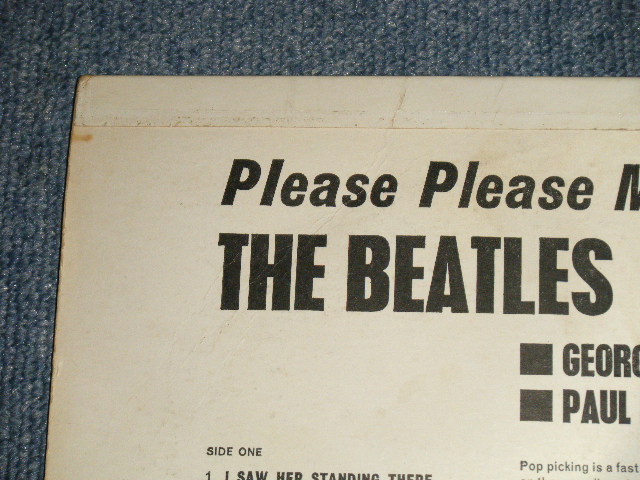 Please Please M
THE BEATLES
■ GEORG
■ PAUL
SIDE ONE
1. I SAW HER STANDING THERE
Pop picking is a fast